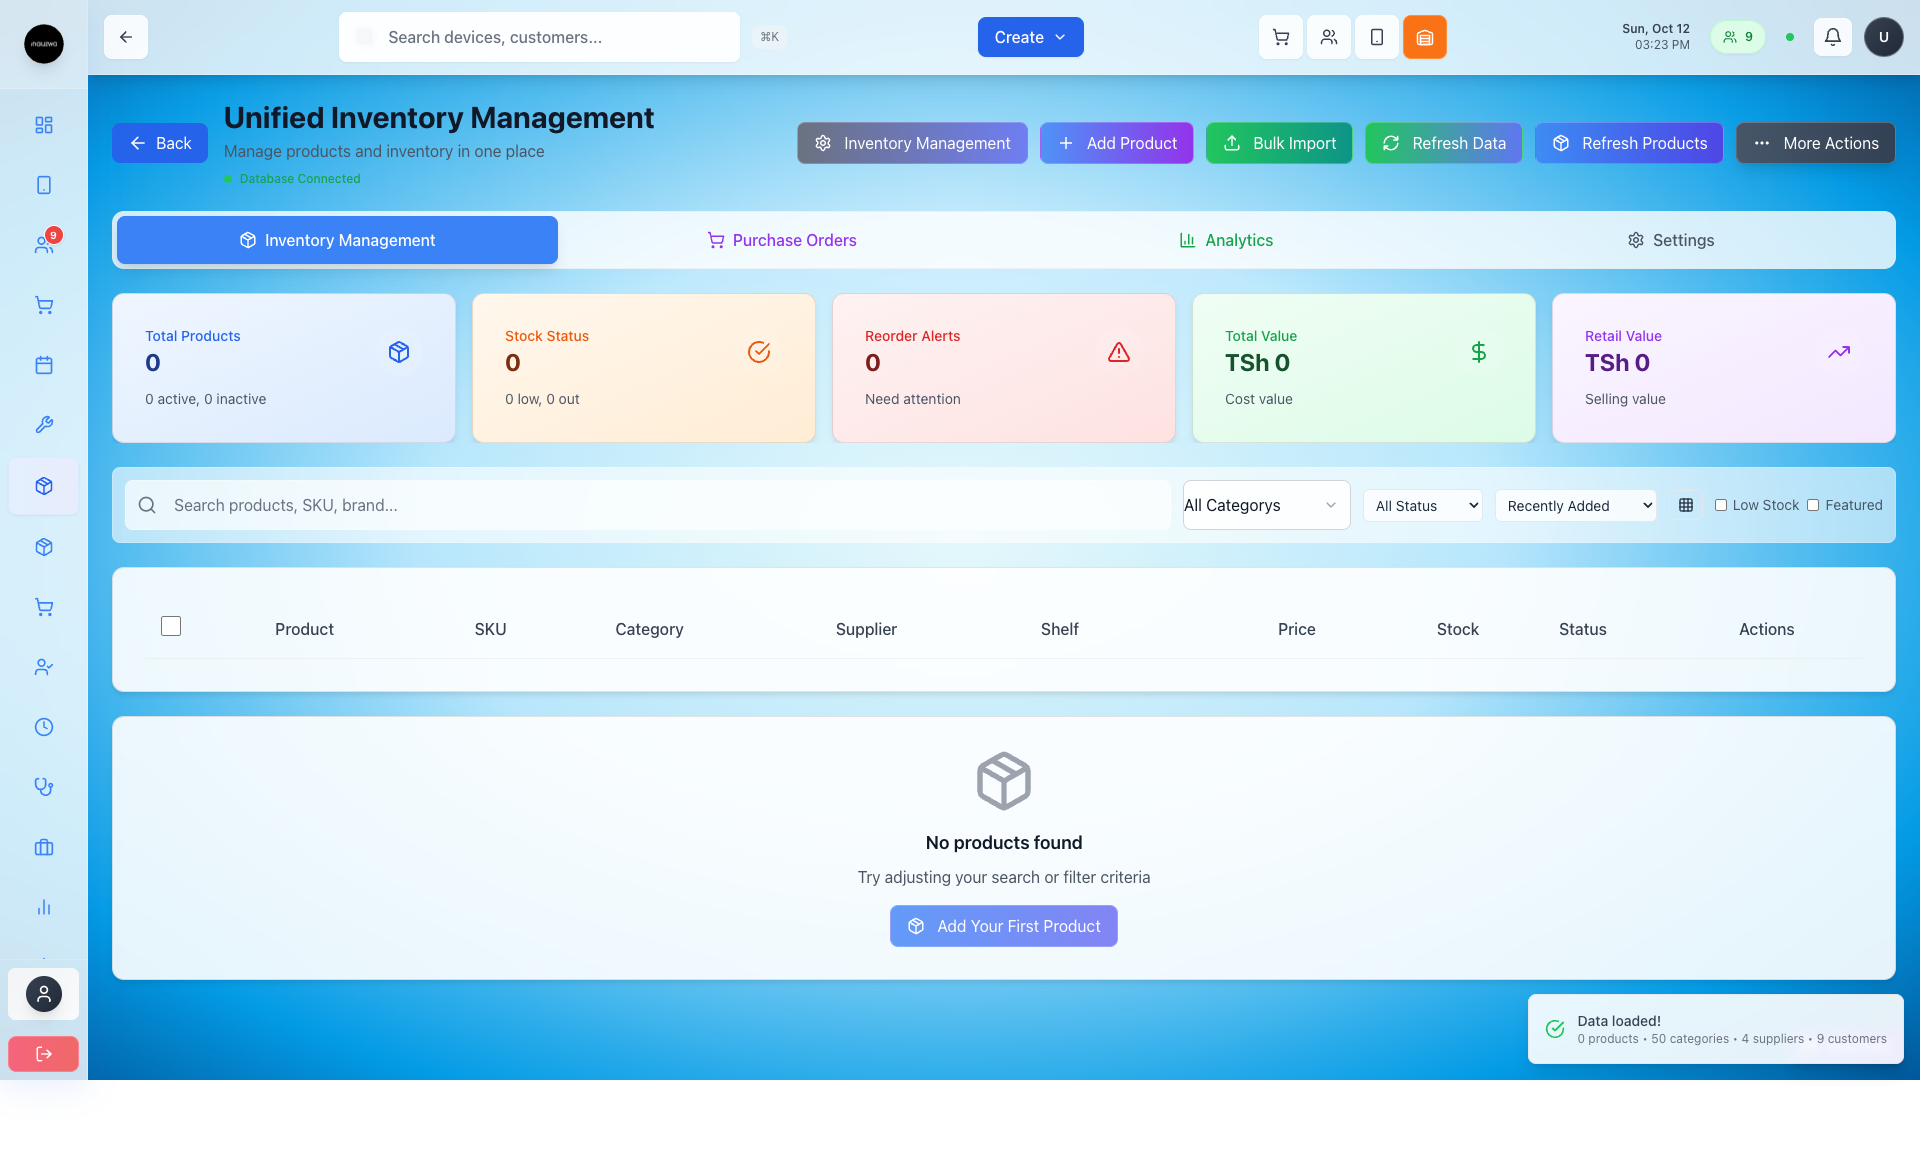 inauzwa
Search devices, customers...
⌘K
Create
Sun, Oct 12
03:23 PM
9
U
9
Back
Unified Inventory Management
Manage products and inventory in one place
Database Connected
Inventory Management
Add Product
Bulk Import
Refresh Data
Refresh Products
More Actions
Inventory Management
Purchase Orders
Analytics
Settings
Total Products
0
0 active, 0 inactive
Stock Status
0
0 low, 0 out
Reorder Alerts
0
Need attention
Total Value
TSh 0
Cost value
Retail Value
TSh 0
Selling value
Search products, SKU, brand...
All Categorys
All Status
Recently Added
Low Stock
Featured
Product SKU Category Supplier Shelf Price Stock Status Actions
No products found
Try adjusting your search or filter criteria
Add Your First Product
Data loaded!
0 products • 50 categories • 4 suppliers • 9 customers